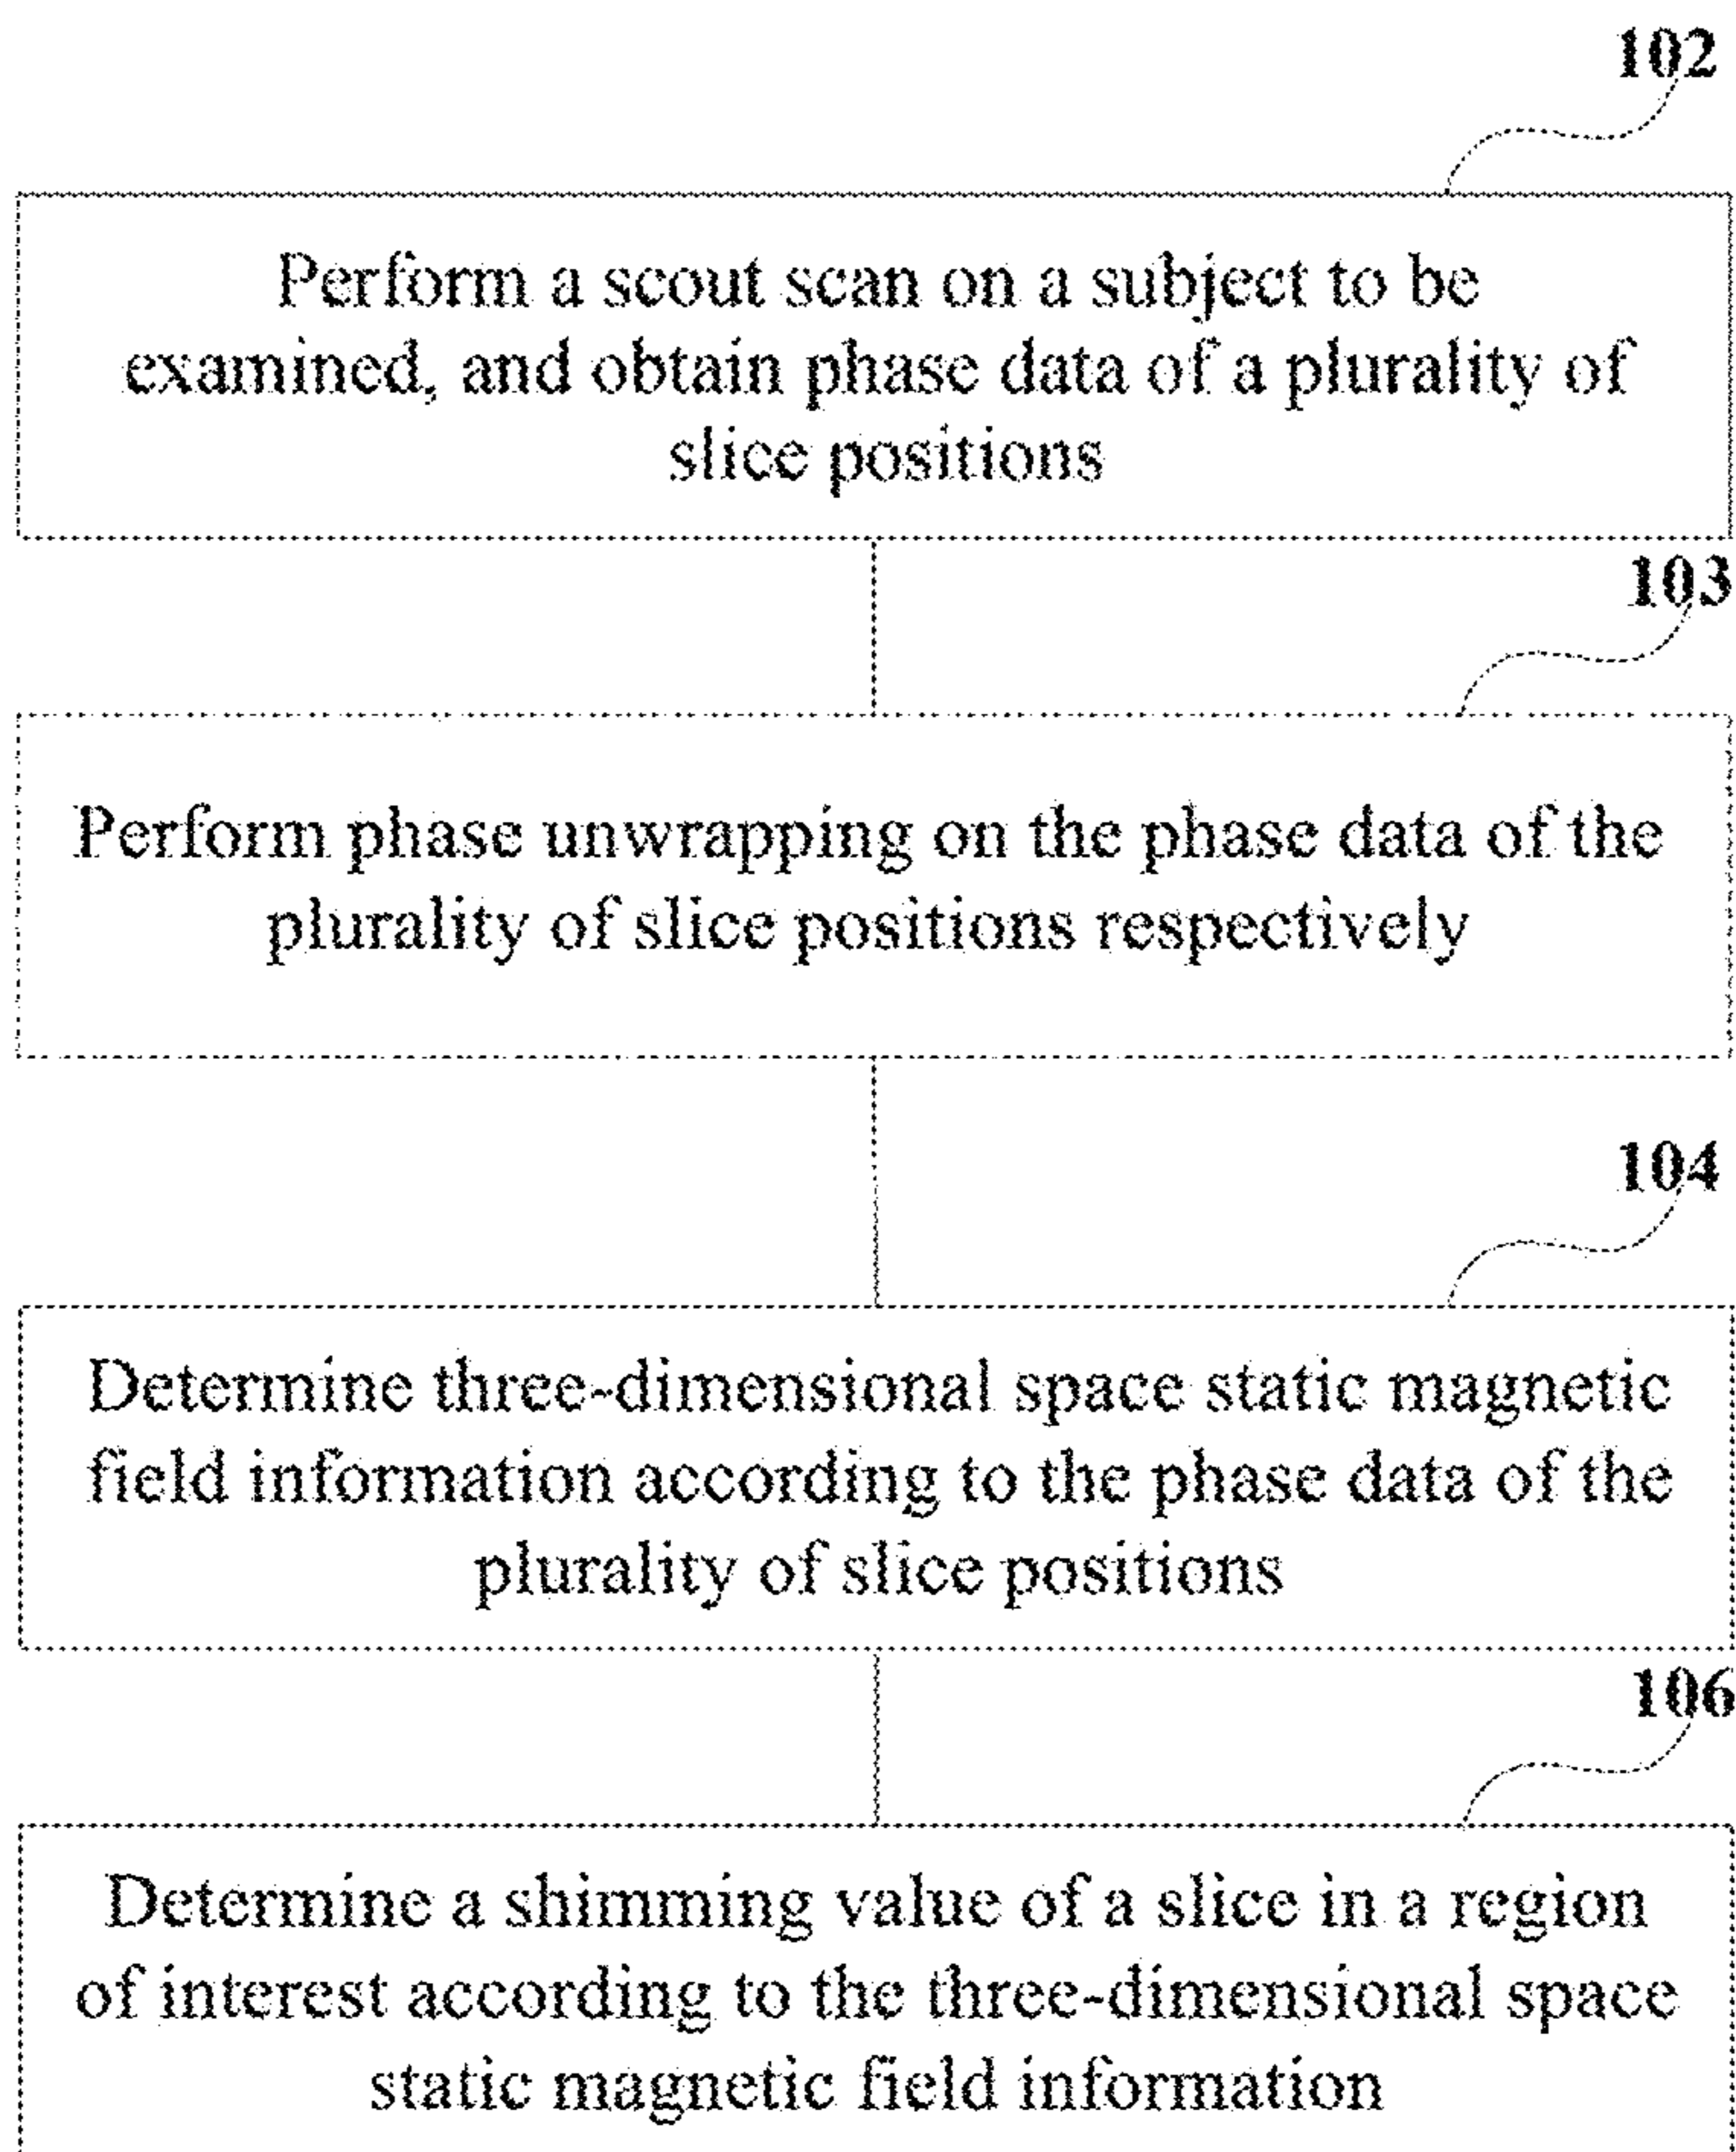 102
Perform a scout scan on a subject to be
examined, and obtain phase data of a plurality of
slice positions
103
Perform phase unwrapping on the phase data of the
plurality of slice positions respectively
104
Determine three-dimensional space static magnetic
field information according to the phase data of the
plurality of slice positions
106
Determine a shimming value of a slice in a region
of interest according to the three-dimensional space
static magnetic field information